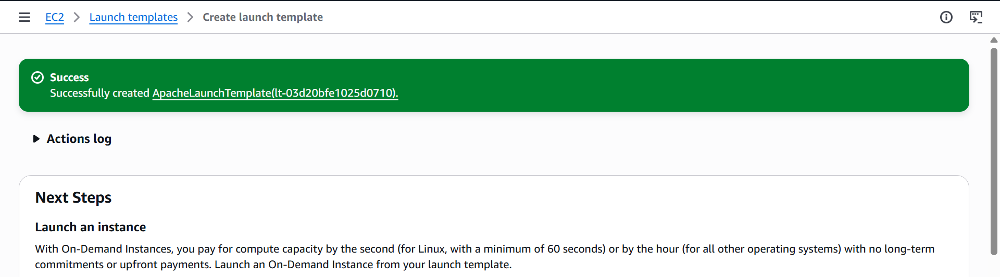 EC2 > Launch templates > Create launch template
Success
Successfully created ApacheLaunchTemplate(lt-03d20bfe1025d0710).
Actions log
Next Steps
Launch an instance
With On-Demand Instances, you pay for compute capacity by the second (for Linux, with a minimum of 60 seconds) or by the hour (for all other operating systems) with no long-term
commitments or upfront payments. Launch an On-Demand Instance from your launch template.